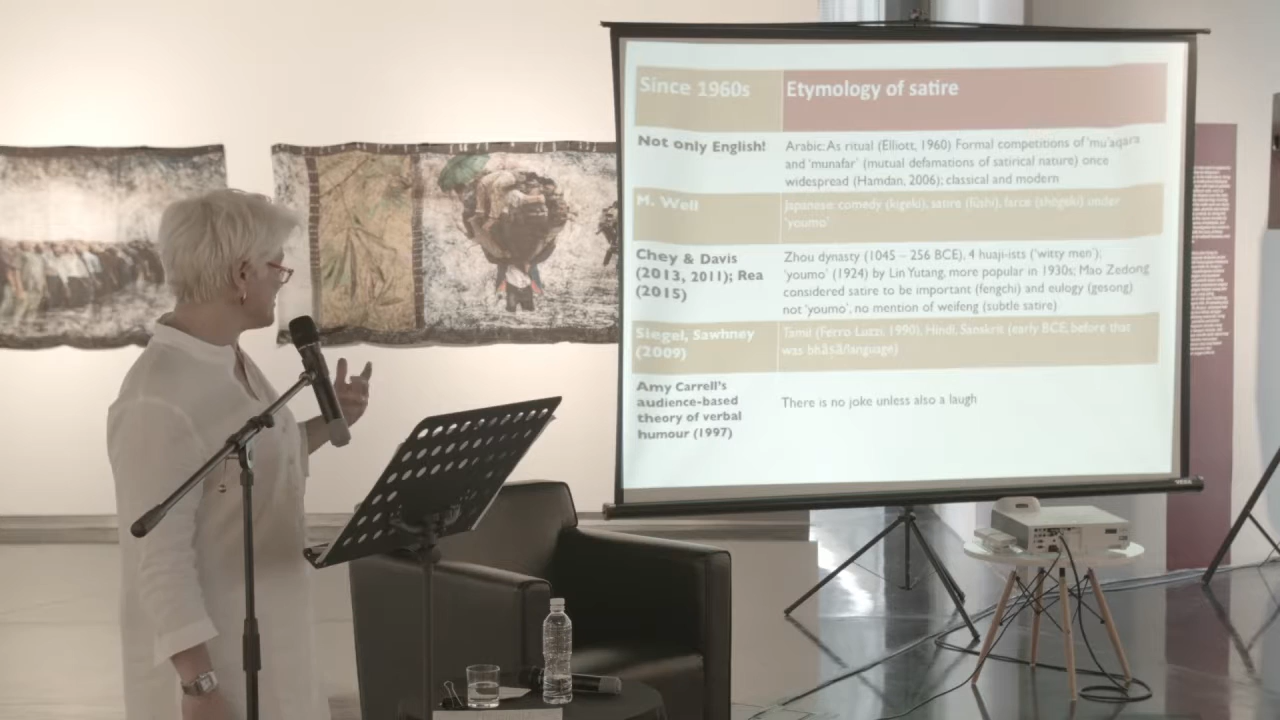 Since 1960s
Etymology of satire
Not only English!
Arabic: As ritual (Elliott, 1960) Formal competitions of 'mu'aqara
and 'munafar' (mutual defamations of satirical nature) once
widespread (Hamdan, 2006); classical and modern
M. Well
Japanese: comedy (kigeki), satire (fūshi), farce (shōgeki) under
'youmo'
Chey & Davis
(2013, 2011); Rea
(2015)
Zhou dynasty (1045 – 256 BCE), 4 huaji-ists ('witty men'),
'youmo' (1924) by Lin Yutang, more popular in 1930s; Mao Zedong
considered satire to be important (fengchi) and eulogy (gesong)
not 'youmo', no mention of weifeng (subtle satire)
Siegel, Sawhney
(2009)
Tamil (Ferro Luzzi, 1990), Hindi, Sanskrit (early BCE, before that
was bhāsā/language)
Amy Carrell's
audience-based
theory of verbal
humour (1997)
There is no joke unless also a laugh